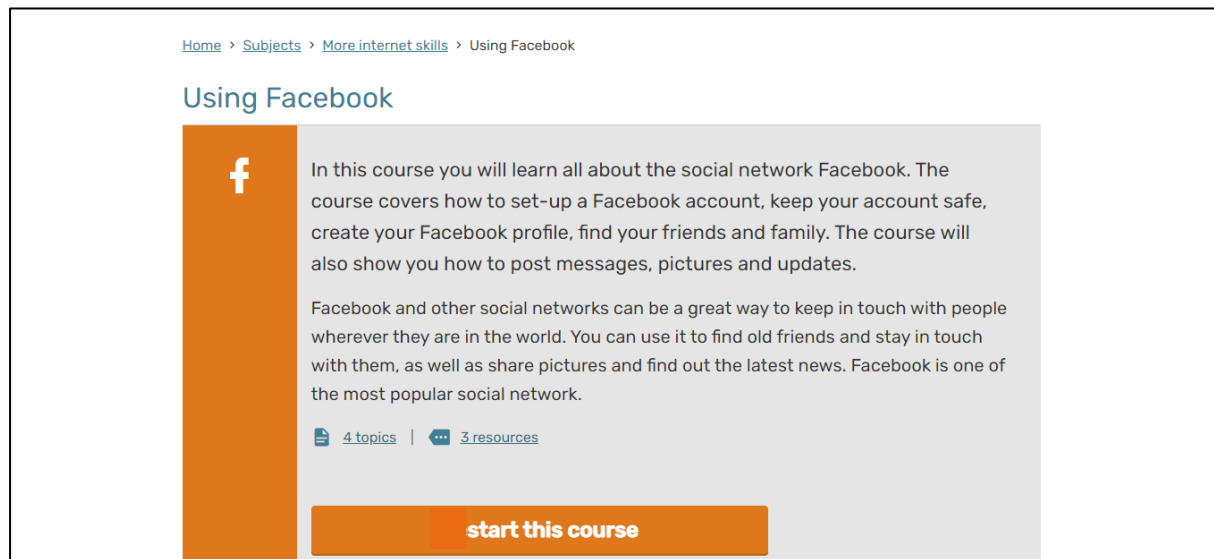 Home > Subjects > More internet skills > Using Facebook
Using Facebook
f
In this course you will learn all about the social network Facebook. The
course covers how to set-up a Facebook account, keep your account safe,
create your Facebook profile, find your friends and family. The course will
also show you how to post messages, pictures and updates.
Facebook and other social networks can be a great way to keep in touch with people
wherever they are in the world. You can use it to find old friends and stay in touch
with them, as well as share pictures and find out the latest news. Facebook is one of
the most popular social network.
4 topics | 3 resources
start this course